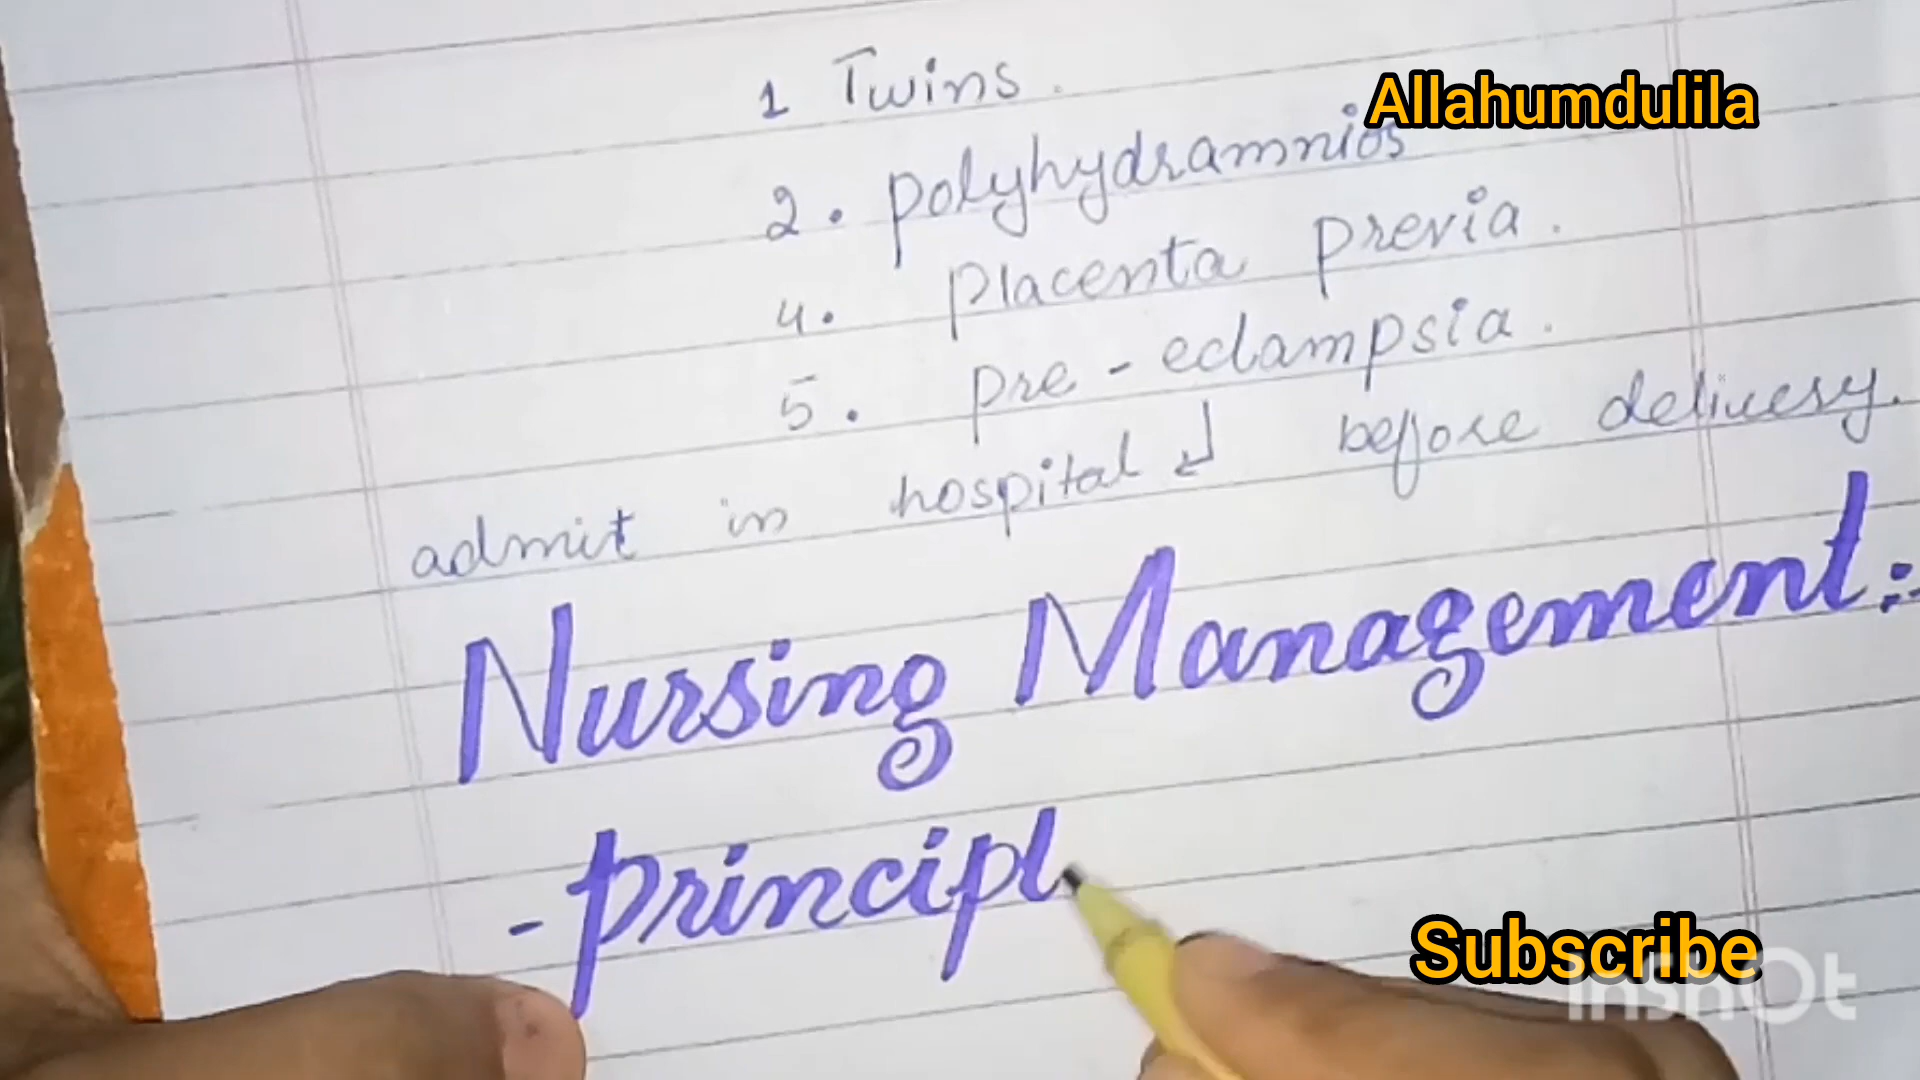 1 Twins.
Allahumdulila
2. polyhydramnios
4. placenta previa.
5. pre - eclampsia.
admit in hospital before delivery.
Nursing Management:-
- Principl
Subscribe
InShOt